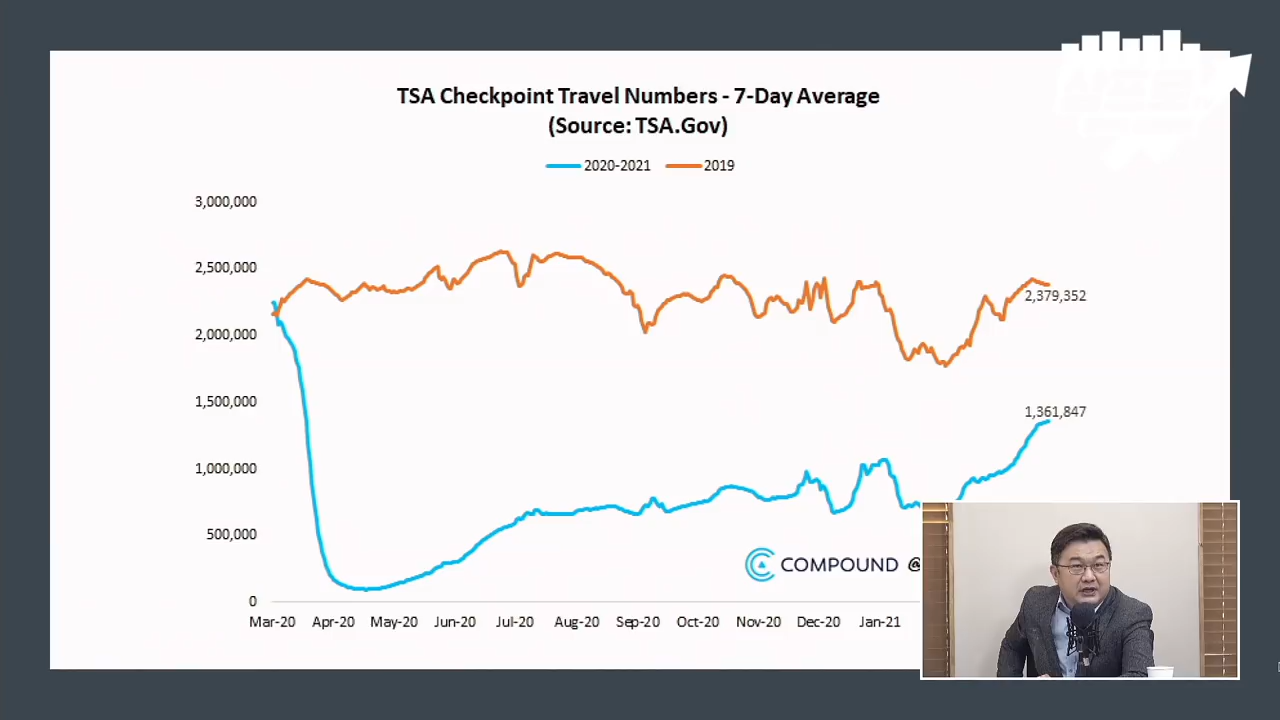 TSA Checkpoint Travel Numbers - 7-Day Average
(Source: TSA.Gov)
2020-2021 2019
3,000,000
2,500,000
2,000,000
1,500,000
1,000,000
500,000
0
2,379,352
1,361,847
COMPOUND @
Mar-20 Apr-20 May-20 Jun-20 Jul-20 Aug-20 Sep-20 Oct-20 Nov-20 Dec-20 Jan-21